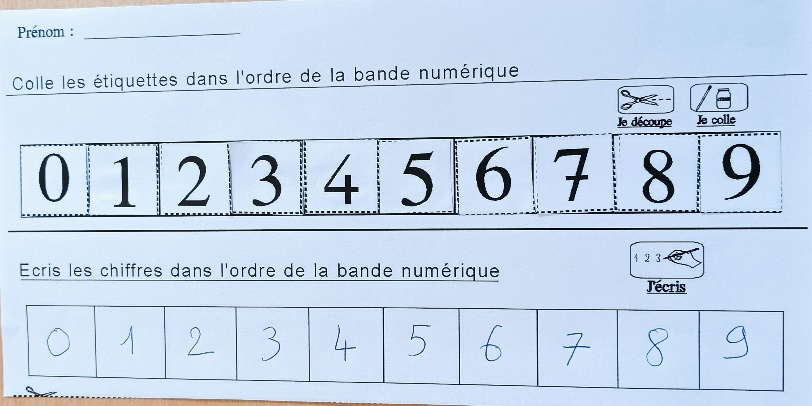 Prénom :
Colle les étiquettes dans l'ordre de la bande numérique
Je découpe Je colle
0 1 2 3 4 5 6 7 8 9
Ecris les chiffres dans l'ordre de la bande numérique
1 2 3
J'écris
0 1 2 3 4 5 6 7 8 9